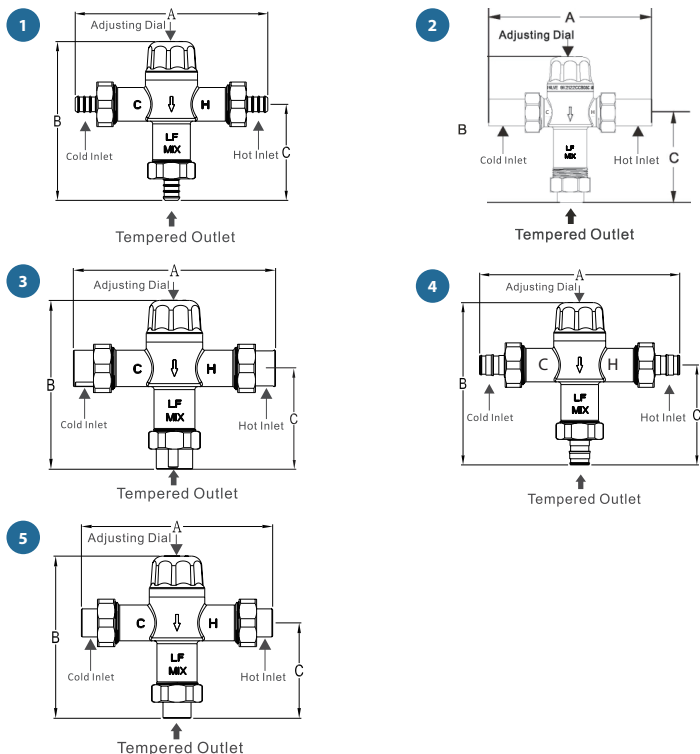 1
A
Adjusting Dial
B
C
H
C
LF
MIX
Cold Inlet
Hot Inlet
Tempered Outlet
2
A
Adjusting Dial
B
C
H
C
LF
MIX
Cold Inlet
Hot Inlet
Tempered Outlet
3
A
Adjusting Dial
B
C
H
C
LF
MIX
Cold Inlet
Hot Inlet
Tempered Outlet
4
A
Adjusting Dial
B
C
H
C
LF
MIX
Cold Inlet
Hot Inlet
Tempered Outlet
5
A
Adjusting Dial
B
C
H
C
LF
MIX
Cold Inlet
Hot Inlet
Tempered Outlet